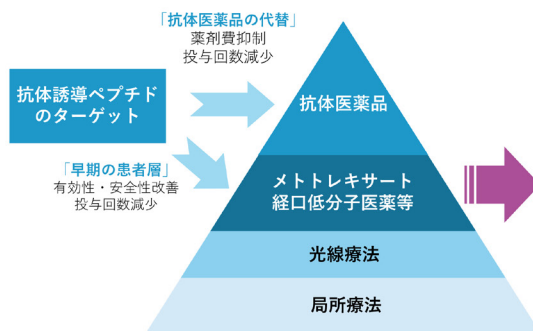 「抗体医薬品の代替」
薬剤費抑制
投与回数減少
抗体誘導ペプチド
のターゲット
「早期の患者層」
有効性・安全性改善
投与回数減少
抗体医薬品
メトトレキサート
経口低分子医薬等
光線療法
局所療法